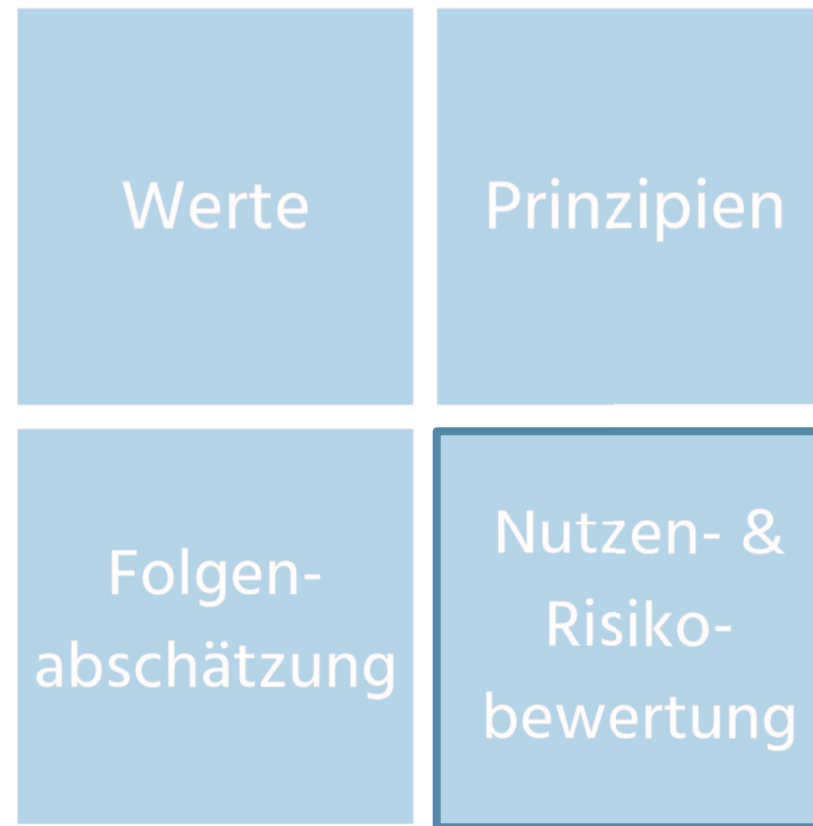 Werte
Prinzipien
Folgen-
abschätzung
Nutzen- &
Risiko-
bewertung